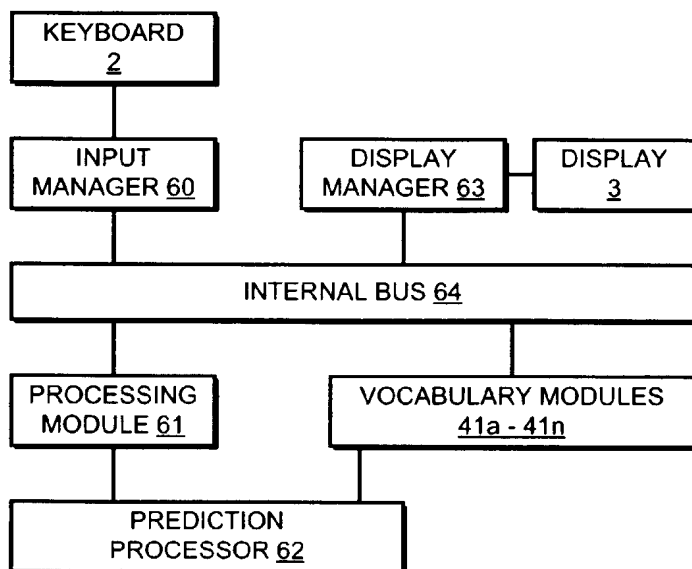 KEYBOARD
2
INPUT
MANAGER 60
DISPLAY
MANAGER 63
DISPLAY
3
INTERNAL BUS 64
PROCESSING
MODULE 61
VOCABULARY MODULES
41a - 41n
PREDICTION
PROCESSOR 62